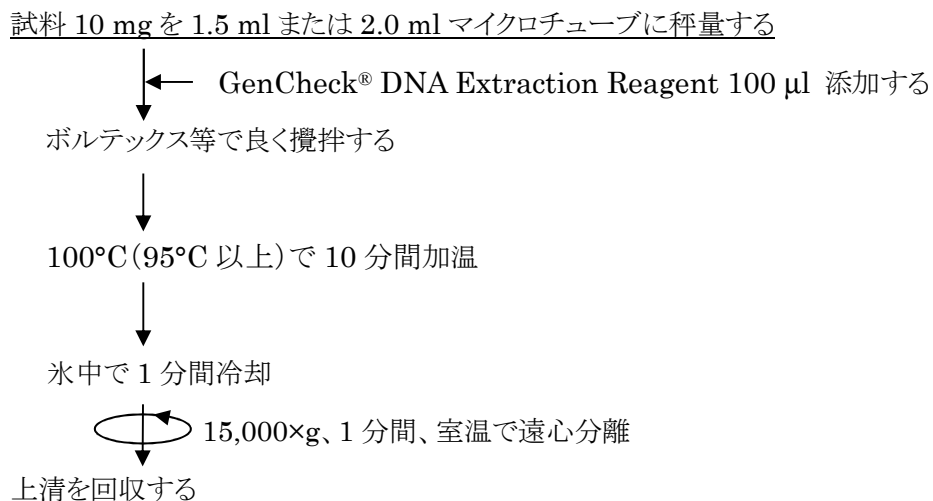 試料 10 mg を 1.5 ml または 2.0 ml マイクロチューブに秤量する
GenCheck® DNA Extraction Reagent 100 μl 添加する
ボルテックス等で良く攪拌する
100°C（95°C 以上）で 10 分間加温
氷中で 1 分間冷却
15,000×g、1 分間、室温で遠心分離
上清を回収する